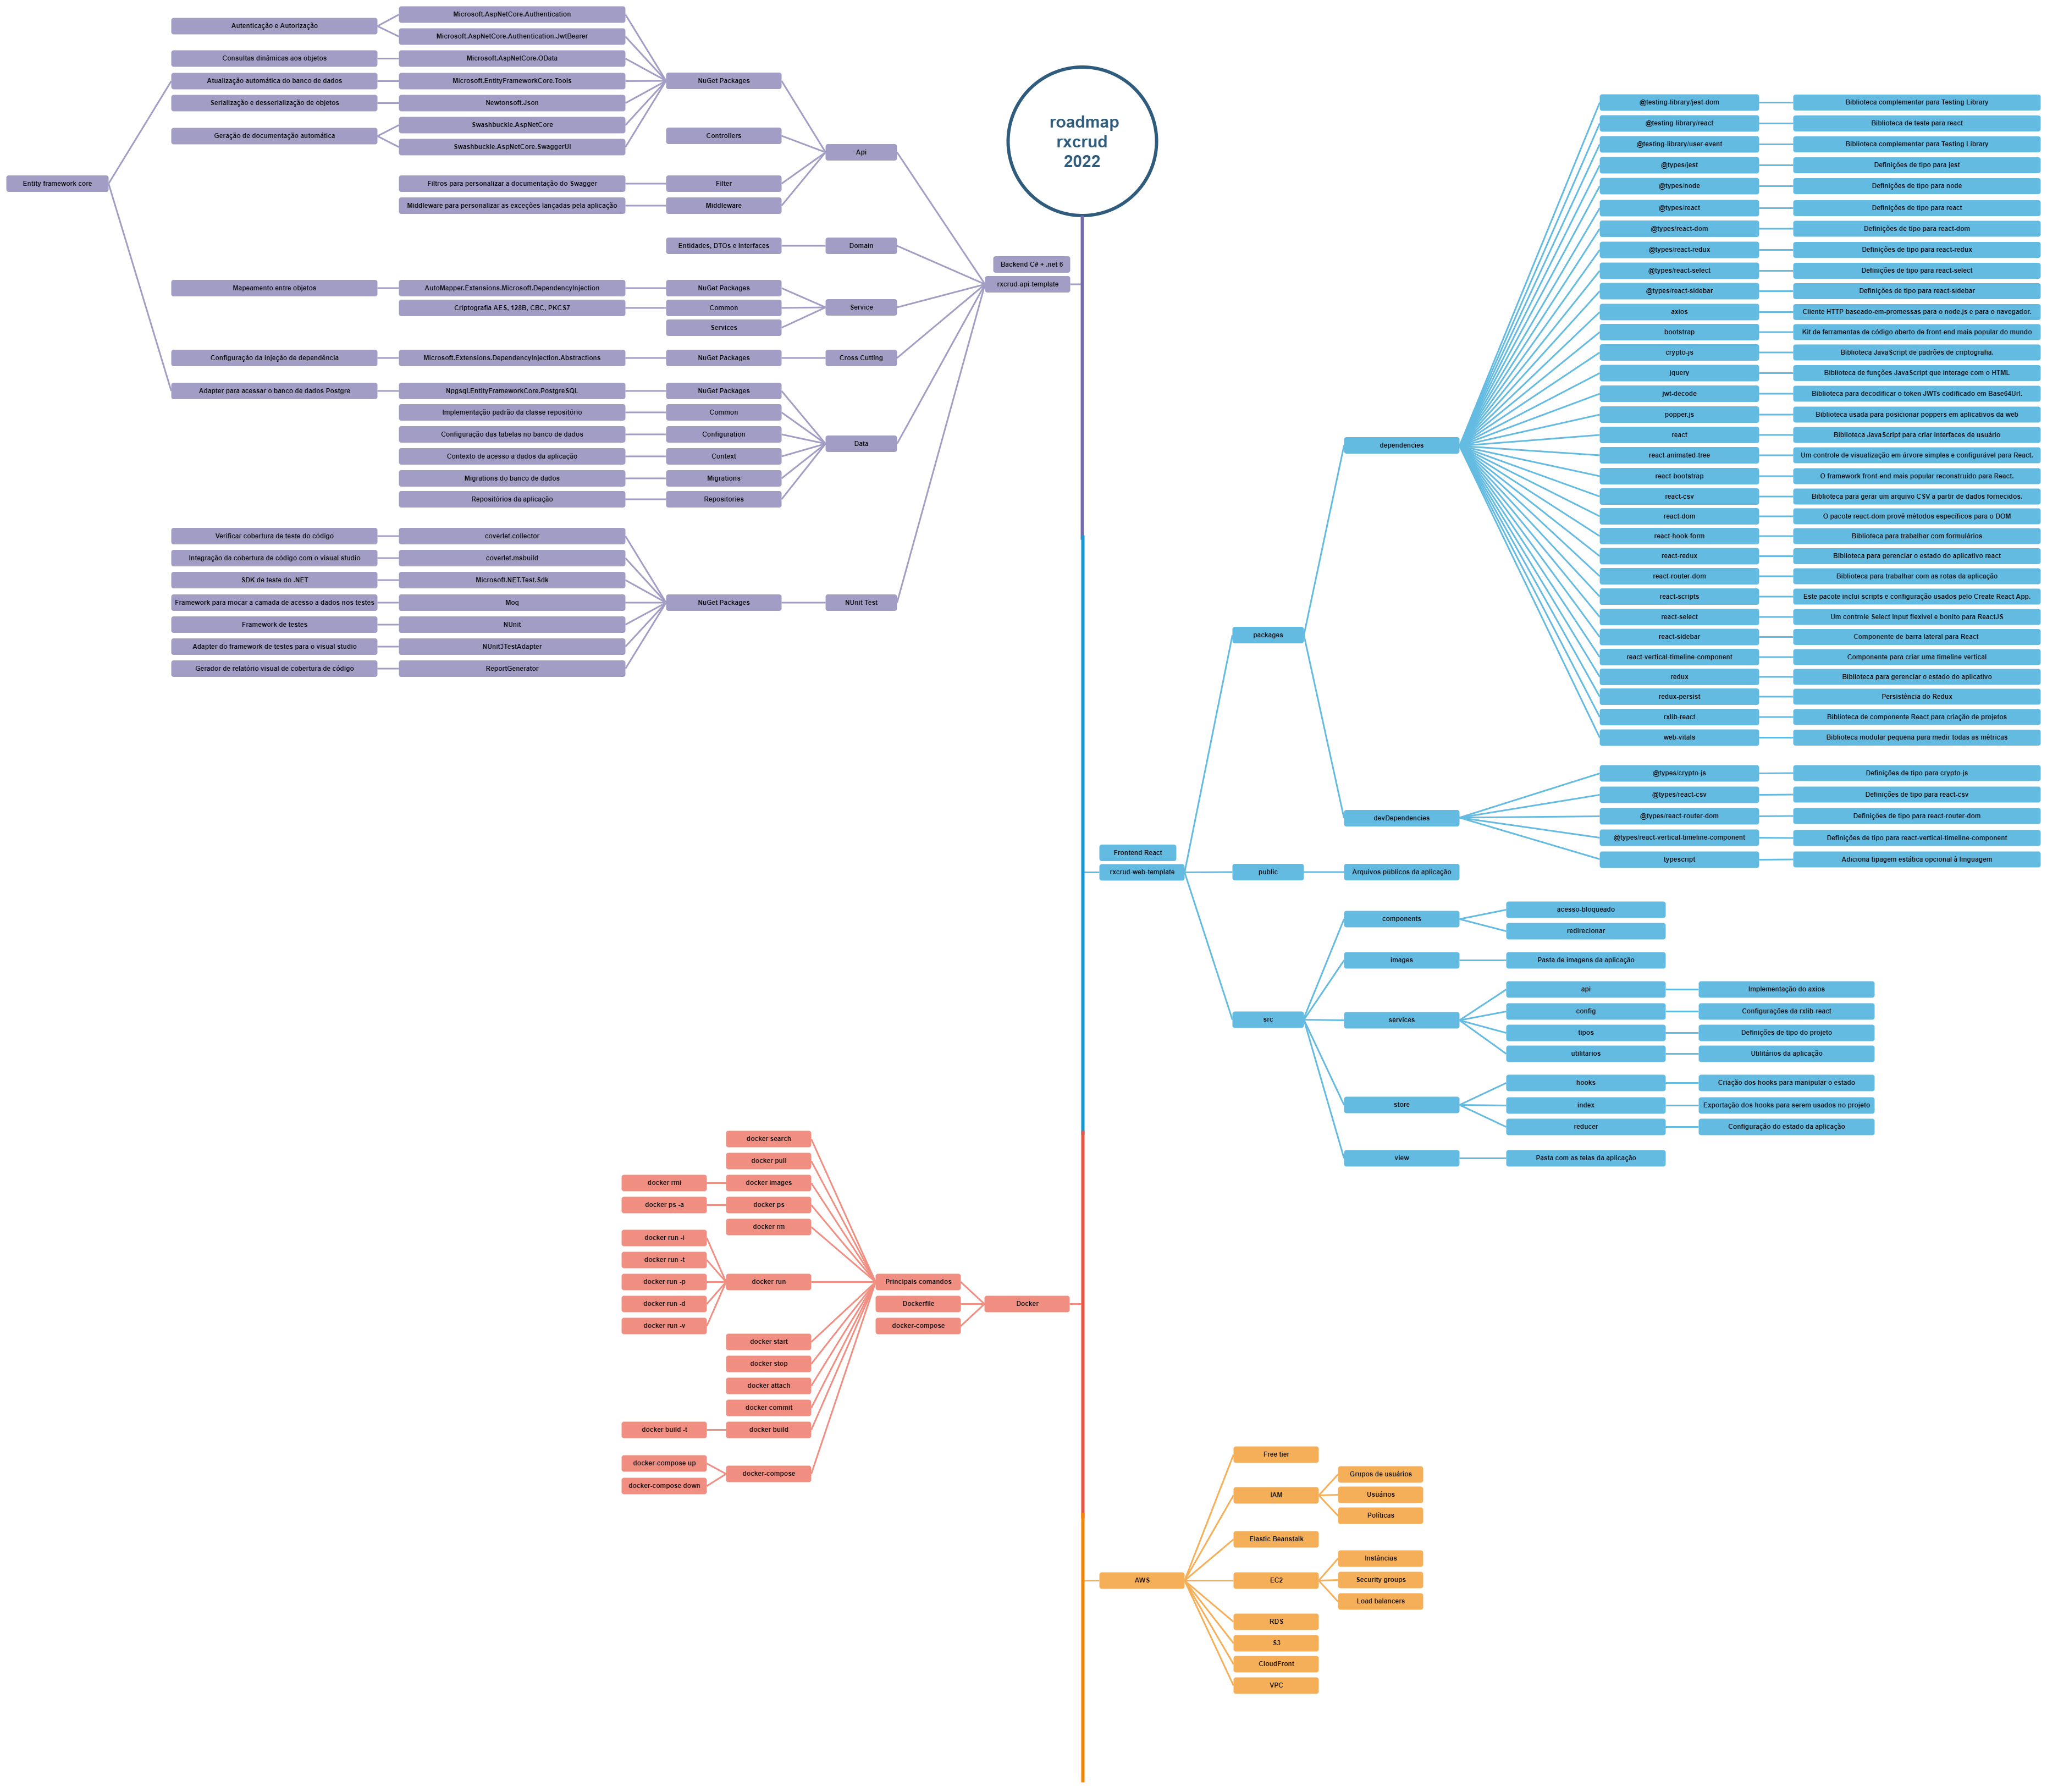 roadmap
rxcrud
2022
Backend C# + .net 6
rxcrud-api-template
Api
NuGet Packages
Microsoft.AspNetCore.Authentication
Microsoft.AspNetCore.Authentication.JwtBearer
Autenticação e Autorização
Microsoft.AspNetCore.OData
Consultas dinâmicas aos objetos
Microsoft.EntityFrameworkCore.Tools
Atualização automática do banco de dados
Newtonsoft.Json
Serialização e desserialização de objetos
Swashbuckle.AspNetCore
Swashbuckle.AspNetCore.SwaggerUI
Geração de documentação automática
Entity framework core
Controllers
Filter
Filtros para personalizar a documentação do Swagger
Middleware
Middleware para personalizar as exceções lançadas pela aplicação
Domain
Entidades, DTOs e Interfaces
Service
NuGet Packages
AutoMapper.Extensions.Microsoft.DependencyInjection
Mapeamento entre objetos
Common
Criptografia AES, 128B, CBC, PKCS7
Services
Cross Cutting
NuGet Packages
Microsoft.Extensions.DependencyInjection.Abstractions
Configuração da injeção de dependência
Data
NuGet Packages
Npgsql.EntityFrameworkCore.PostgreSQL
Adapter para acessar o banco de dados Postgre
Common
Implementação padrão da classe repositório
Configuration
Configuração das tabelas no banco de dados
Context
Contexto de acesso a dados da aplicação
Migrations
Migrations do banco de dados
Repositories
Repositórios da aplicação
NUnit Test
NuGet Packages
coverlet.collector
Verificar cobertura de teste do código
coverlet.msbuild
Integração da cobertura de código com o visual studio
Microsoft.NET.Test.Sdk
SDK de teste do .NET
Moq
Framework para mocar a camada de acesso a dados nos testes
NUnit
Framework de testes
NUnit3TestAdapter
Adapter do framework de testes para o visual studio
ReportGenerator
Gerador de relatório visual de cobertura de código
Frontend React
rxcrud-web-template
packages
dependencies
@testing-library/jest-dom
Biblioteca complementar para Testing Library
@testing-library/react
Biblioteca de teste para react
@testing-library/user-event
Biblioteca complementar para Testing Library
@types/jest
Definições de tipo para jest
@types/node
Definições de tipo para node
@types/react
Definições de tipo para react
@types/react-dom
Definições de tipo para react-dom
@types/react-redux
Definições de tipo para react-redux
@types/react-select
Definições de tipo para react-select
@types/react-sidebar
Definições de tipo para react-sidebar
axios
Cliente HTTP baseado-em-promessas para o node.js e para o navegador.
bootstrap
Kit de ferramentas de código aberto de front-end mais popular do mundo
crypto-js
Biblioteca JavaScript de padrões de criptografia.
jquery
Biblioteca de funções JavaScript que interage com o HTML
jwt-decode
Biblioteca para decodificar o token JWTs codificado em Base64Url.
popper.js
Biblioteca usada para posicionar poppers em aplicativos da web
react
Biblioteca JavaScript para criar interfaces de usuário
react-animated-tree
Um controle de visualização em árvore simples e configurável para React.
react-bootstrap
O framework front-end mais popular reconstruído para React.
react-csv
Biblioteca para gerar um arquivo CSV a partir de dados fornecidos.
react-dom
O pacote react-dom provê métodos específicos para o DOM
react-hook-form
Biblioteca para trabalhar com formulários
react-redux
Biblioteca para gerenciar o estado do aplicativo react
react-router-dom
Biblioteca para trabalhar com as rotas da aplicação
react-scripts
Este pacote inclui scripts e configuração usados pelo Create React App.
react-select
Um controle Select Input flexível e bonito para ReactJS
react-sidebar
Componente de barra lateral para React
react-vertical-timeline-component
Componente para criar uma timeline vertical
redux
Biblioteca para gerenciar o estado do aplicativo
redux-persist
Persistência do Redux
rxlib-react
Biblioteca de componente React para criação de projetos
web-vitals
Biblioteca modular pequena para medir todas as métricas
devDependencies
@types/crypto-js
Definições de tipo para crypto-js
@types/react-csv
Definições de tipo para react-csv
@types/react-router-dom
Definições de tipo para react-router-dom
@types/react-vertical-timeline-component
Definições de tipo para react-vertical-timeline-component
typescript
Adiciona tipagem estática opcional à linguagem
public
Arquivos públicos da aplicação
src
components
acesso-bloqueado
redirecionar
images
Pasta de imagens da aplicação
services
api
Implementação do axios
config
Configurações da rxlib-react
tipos
Definições de tipo do projeto
utilitarios
Utilitários da aplicação
store
hooks
Criação dos hooks para manipular o estado
index
Exportação dos hooks para serem usados no projeto
reducer
Configuração do estado da aplicação
view
Pasta com as telas da aplicação
Docker
Principais comandos
docker search
docker pull
docker images
docker rmi
docker ps
docker ps -a
docker rm
docker run
docker run -i
docker run -t
docker run -p
docker run -d
docker run -v
docker start
docker stop
docker attach
docker commit
docker build
docker build -t
docker-compose
docker-compose up
docker-compose down
Dockerfile
docker-compose
AWS
Free tier
IAM
Grupos de usuários
Usuários
Políticas
Elastic Beanstalk
EC2
Instâncias
Security groups
Load balancers
RDS
S3
CloudFront
VPC